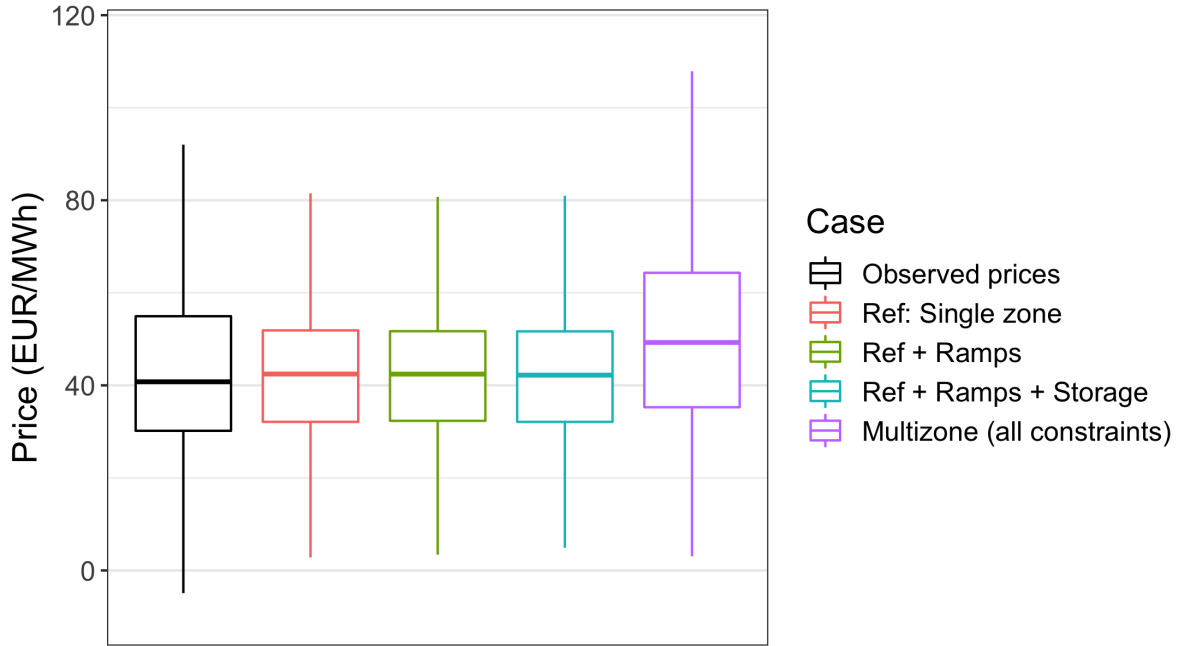 Price (EUR/MWh)
120
80
40
0
Case
Observed prices
Ref: Single zone
Ref + Ramps
Ref + Ramps + Storage
Multizone (all constraints)